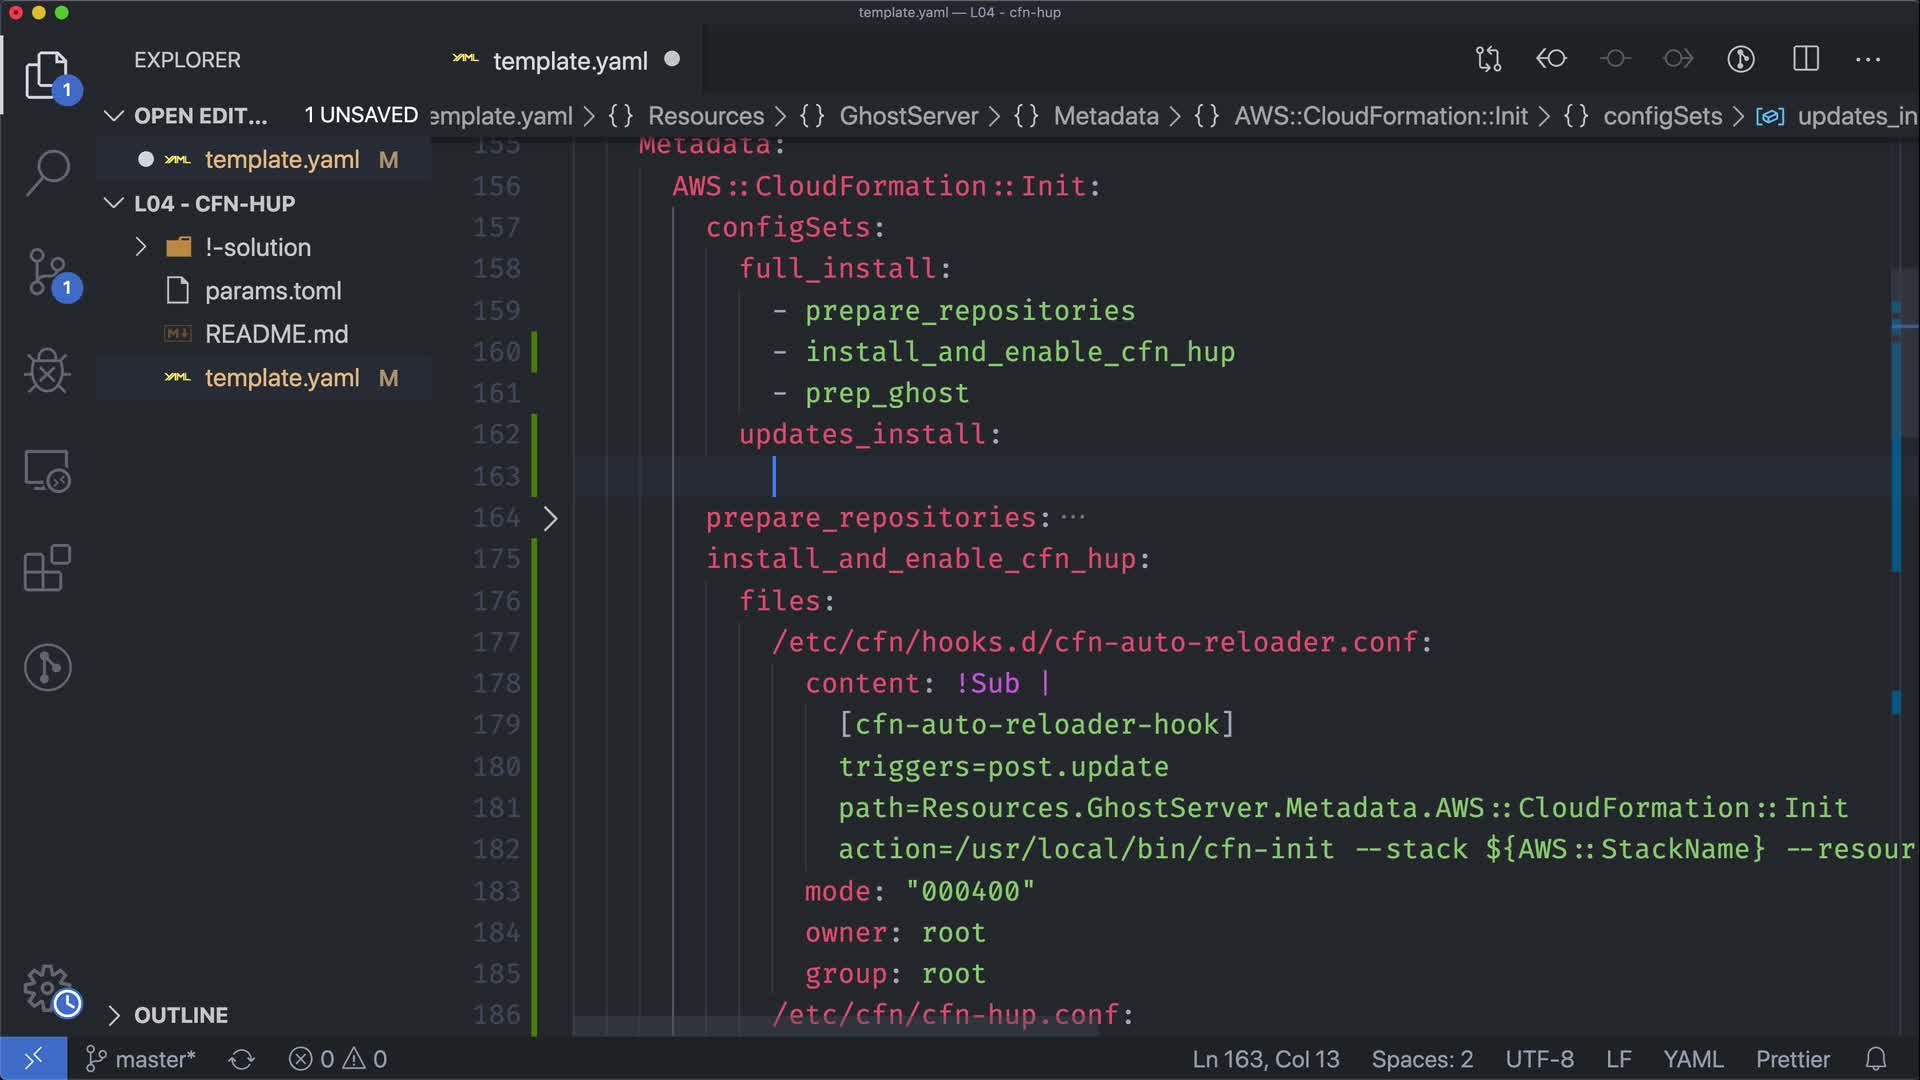 template.yaml — L04 - cfn-hup
EXPLORER
template.yaml
1
OPEN EDIT... 1 UNSAVED
emplate.yaml > {} Resources > {} GhostServer > {} Metadata > {} AWS::CloudFormation::Init > {} configSets > updates_in
template.yaml M
L04 - CFN-HUP
!-solution
params.toml
README.md
template.yaml M
1
155 Metadata:
156 AWS::CloudFormation::Init:
157 configSets:
158 full_install:
159 - prepare_repositories
160 - install_and_enable_cfn_hup
161 - prep_ghost
162 updates_install:
163
164 prepare_repositories: ...
175 install_and_enable_cfn_hup:
176 files:
177 /etc/cfn/hooks.d/cfn-auto-reloader.conf:
178 content: !Sub |
179 [cfn-auto-reloader-hook]
180 triggers=post.update
181 path=Resources.GhostServer.Metadata.AWS::CloudFormation::Init
182 action=/usr/local/bin/cfn-init --stack ${AWS::StackName} --resour
183 mode: "000400"
184 owner: root
185 group: root
186 /etc/cfn/cfn-hup.conf:
OUTLINE
master* 0 0 Ln 163, Col 13 Spaces: 2 UTF-8 LF YAML Prettier